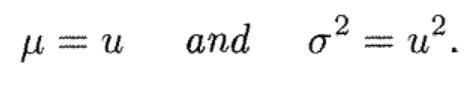 μ = u and σ² = u².